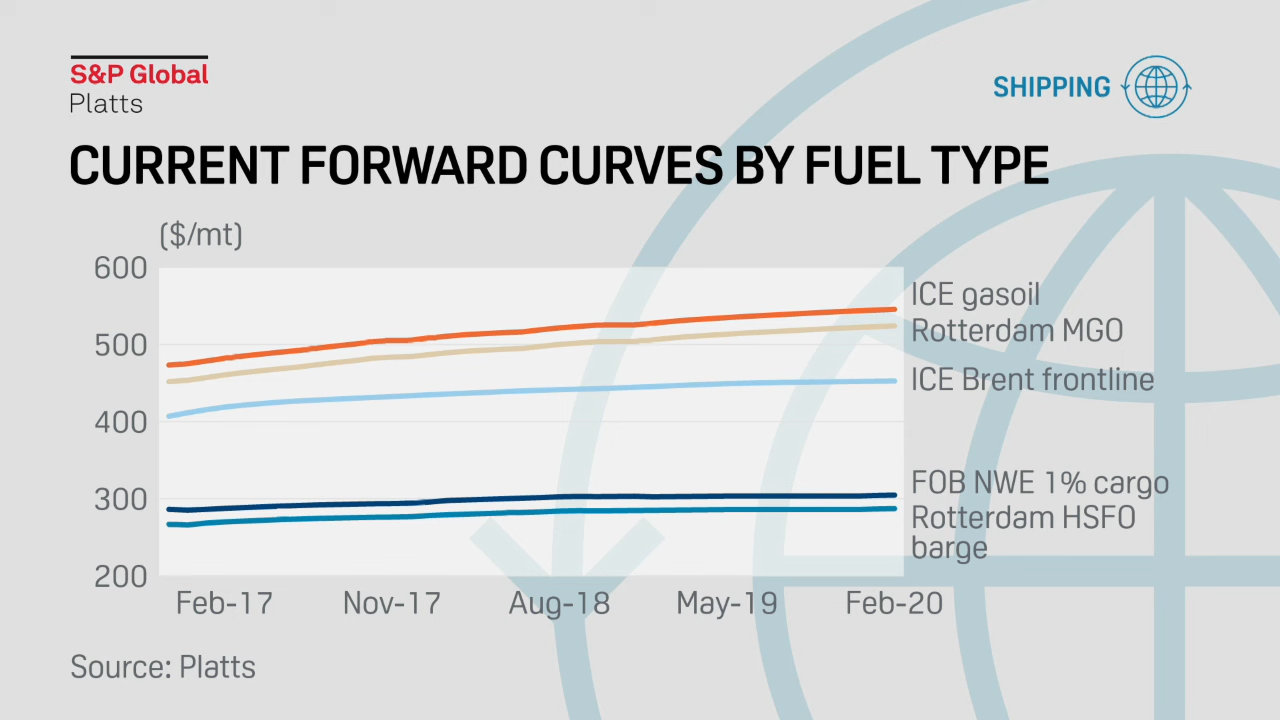 S&P Global
Platts
SHIPPING
CURRENT FORWARD CURVES BY FUEL TYPE
($/mt)
600
500
400
300
200
ICE gasoil
Rotterdam MGO
ICE Brent frontline
FOB NWE 1% cargo
Rotterdam HSFO
barge
Feb-17
Nov-17
Aug-18
May-19
Feb-20
Source: Platts